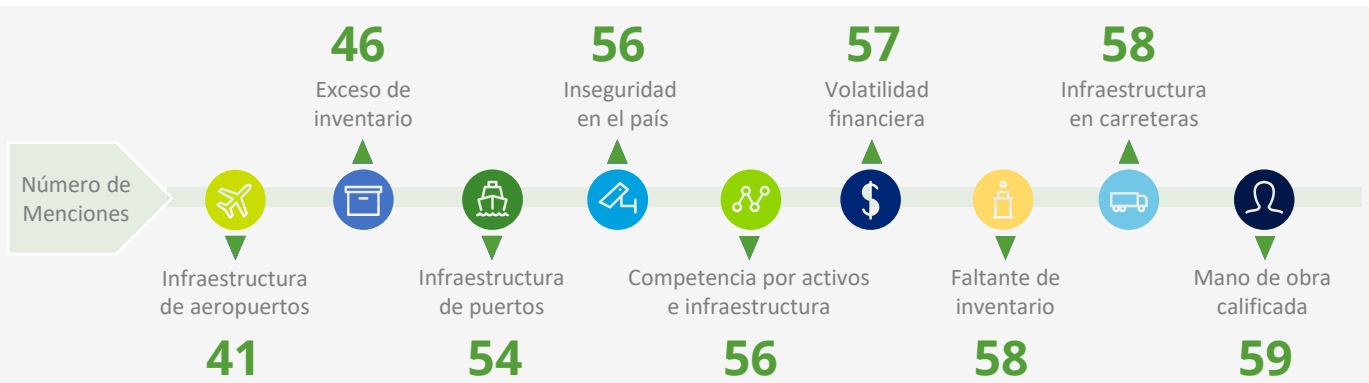 Número de
Menciones
Infraestructura
de aeropuertos
41
46
Exceso de
inventario
Infraestructura
de puertos
54
56
Inseguridad
en el país
Competencia por activos
e infraestructura
56
57
Volatilidad
financiera
Faltante de
inventario
58
58
Infraestructura
en carreteras
Mano de obra
calificada
59